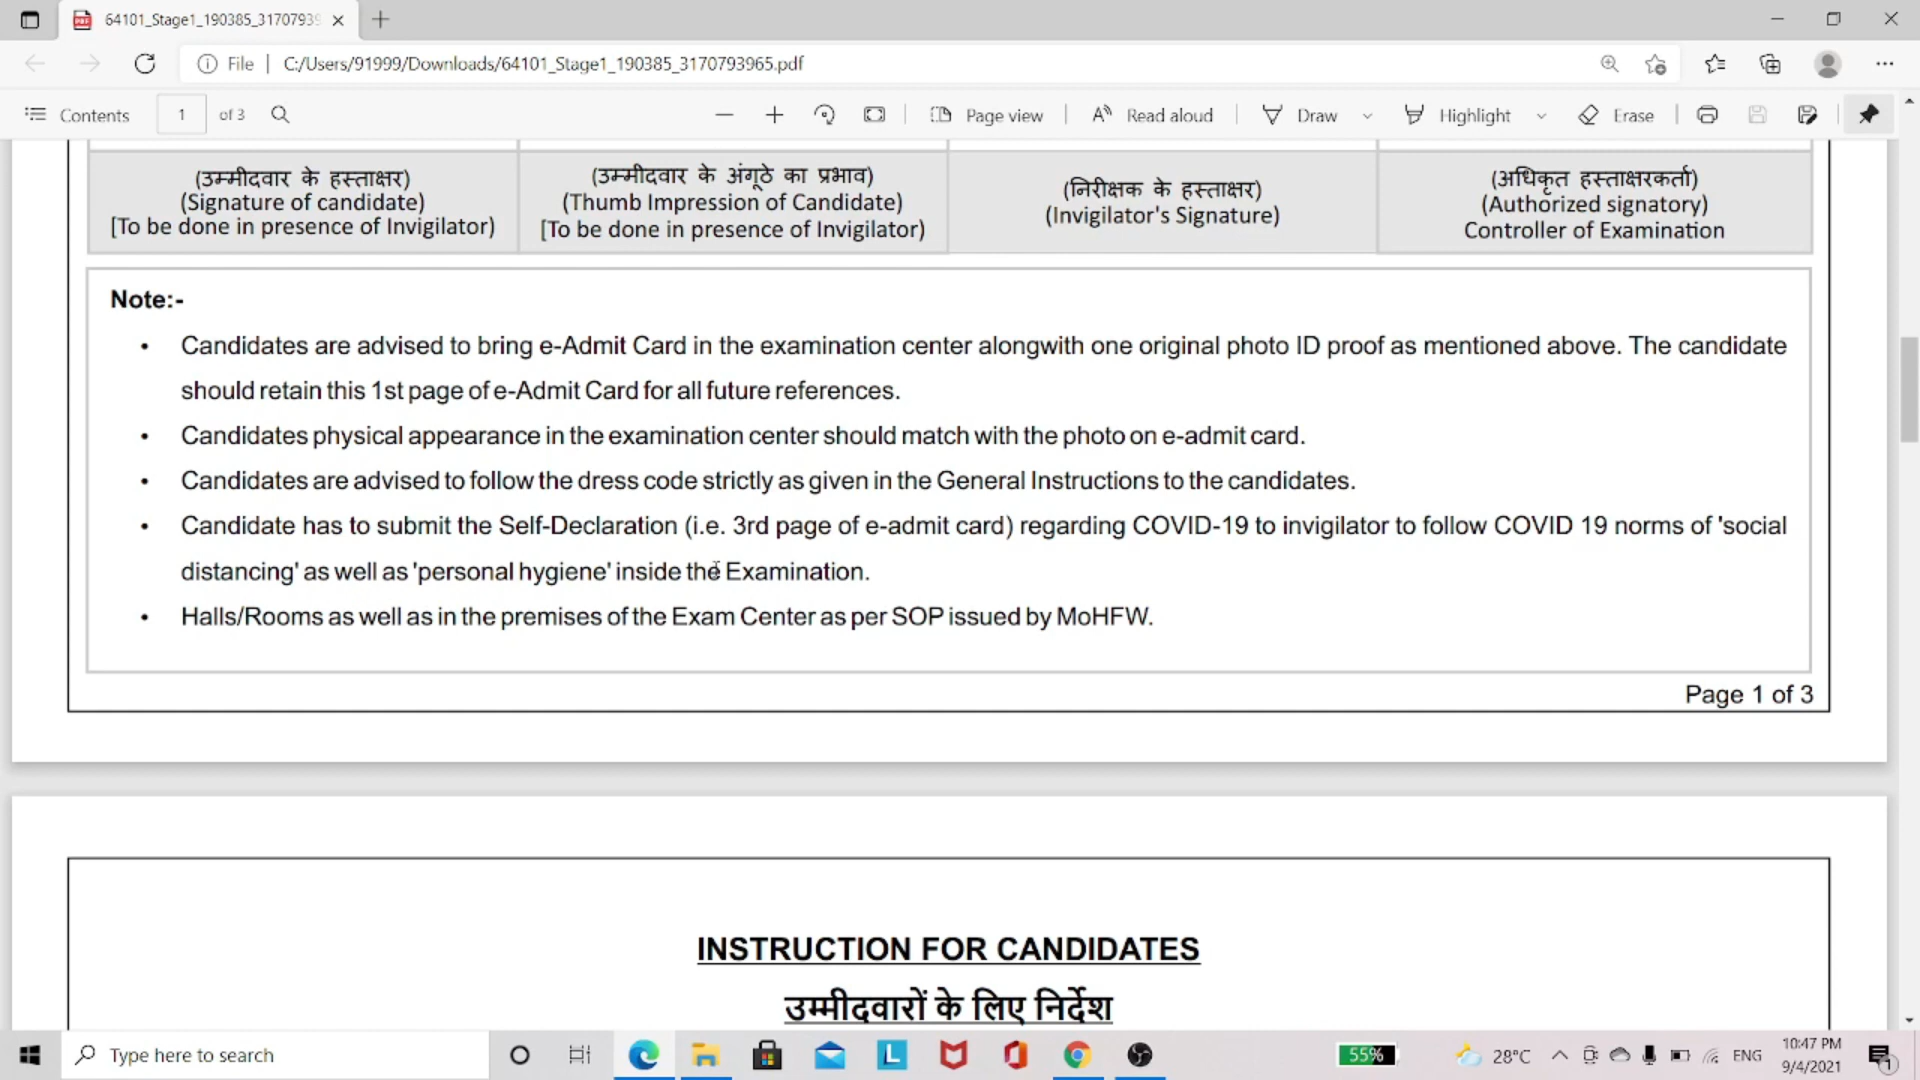 64101_Stage1_190385_31707939
File
C:/Users/91999/Downloads/64101_Stage1_190385_3170793965.pdf
Contents
1
of 3
Page view
Read aloud
Draw
Highlight
Erase
(उम्मीदवार के हस्ताक्षर)
(Signature of candidate)
[To be done in presence of Invigilator)
(उम्मीदवार के अंगूठे का प्रभाव)
(Thumb Impression of Candidate)
[To be done in presence of Invigilator)
(निरीक्षक के हस्ताक्षर)
(Invigilator's Signature)
(अधिकृत हस्ताक्षरकर्ता)
(Authorized signatory)
Controller of Examination
Note:-
• Candidates are advised to bring e-Admit Card in the examination center alongwith one original photo ID proof as mentioned above. The candidate
should retain this 1st page of e-Admit Card for all future references.
• Candidates physical appearance in the examination center should match with the photo on e-admit card.
• Candidates are advised to follow the dress code strictly as given in the General Instructions to the candidates.
• Candidate has to submit the Self-Declaration (i.e. 3rd page of e-admit card) regarding COVID-19 to invigilator to follow COVID 19 norms of 'social
distancing' as well as 'personal hygiene' inside the Examination.
• Halls/Rooms as well as in the premises of the Exam Center as per SOP issued by MoHFW.
Page 1 of 3
INSTRUCTION FOR CANDIDATES
उम्मीदवारों के लिए निर्देश
Type here to search
55%
28°C
ENG
10:47 PM
9/4/2021
1